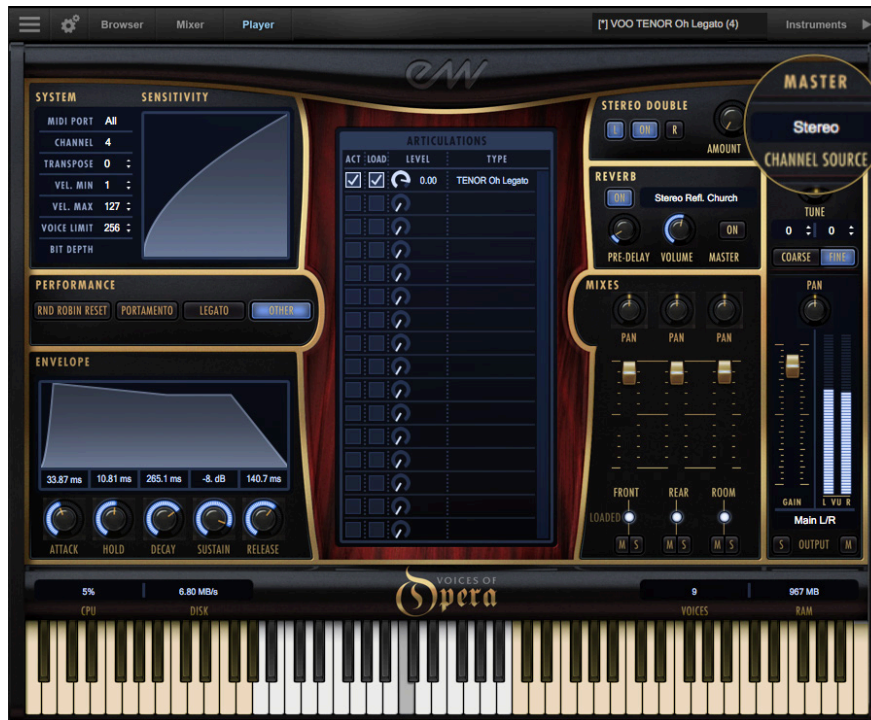 Browser Mixer Player [*] VOO TENOR Oh Legato (4) Instruments
EW
SYSTEM SENSITIVITY
MIDI PORT All
CHANNEL 4
TRANSPOSE 0
VEL. MIN 1
VEL. MAX 127
VOICE LIMIT 256
BIT DEPTH
PERFORMANCE
RND ROBIN RESET PORTAMENTO LEGATO OTHER
ENVELOPE
33.87 ms 10.81 ms 265.1 ms -8. dB 140.7 ms
ATTACK HOLD DECAY SUSTAIN RELEASE
ARTICULATIONS
ACT LOAD LEVEL TYPE
0.00 TENOR Oh Legato
STEREO DOUBLE
L ON R
AMOUNT
REVERB
ON Stereo Refl. Church
ON
PRE-DELAY VOLUME MASTER
MIXES
PAN PAN PAN
FRONT REAR ROOM
LOADED
M S M S M S
MASTER
Stereo
CHANNEL SOURCE
TUNE
0 0
COARSE FINE
PAN
GAIN L VU R
Main L/R
S OUTPUT M
5% 6.80 MB/s
CPU DISK
VOICES OF
Opera
9 967 MB
VOICES RAM